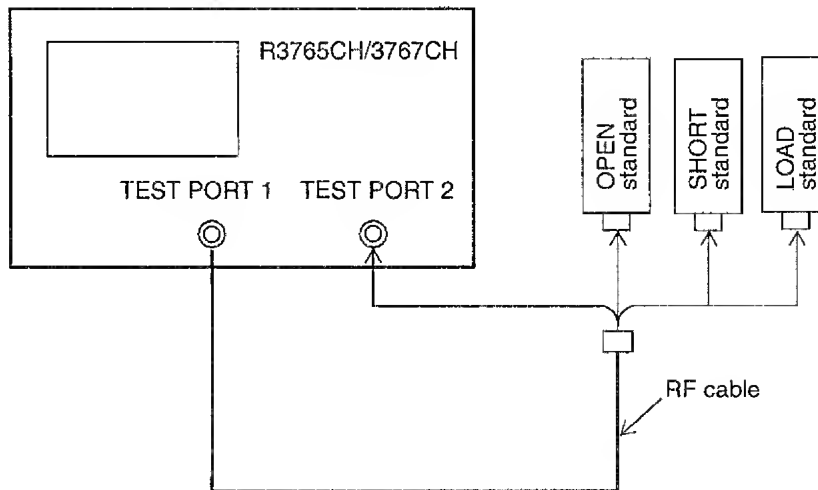 R3765CH/3767CH
TEST PORT 1
TEST PORT 2
OPEN
standard
SHORT
standard
LOAD
standard
RF cable